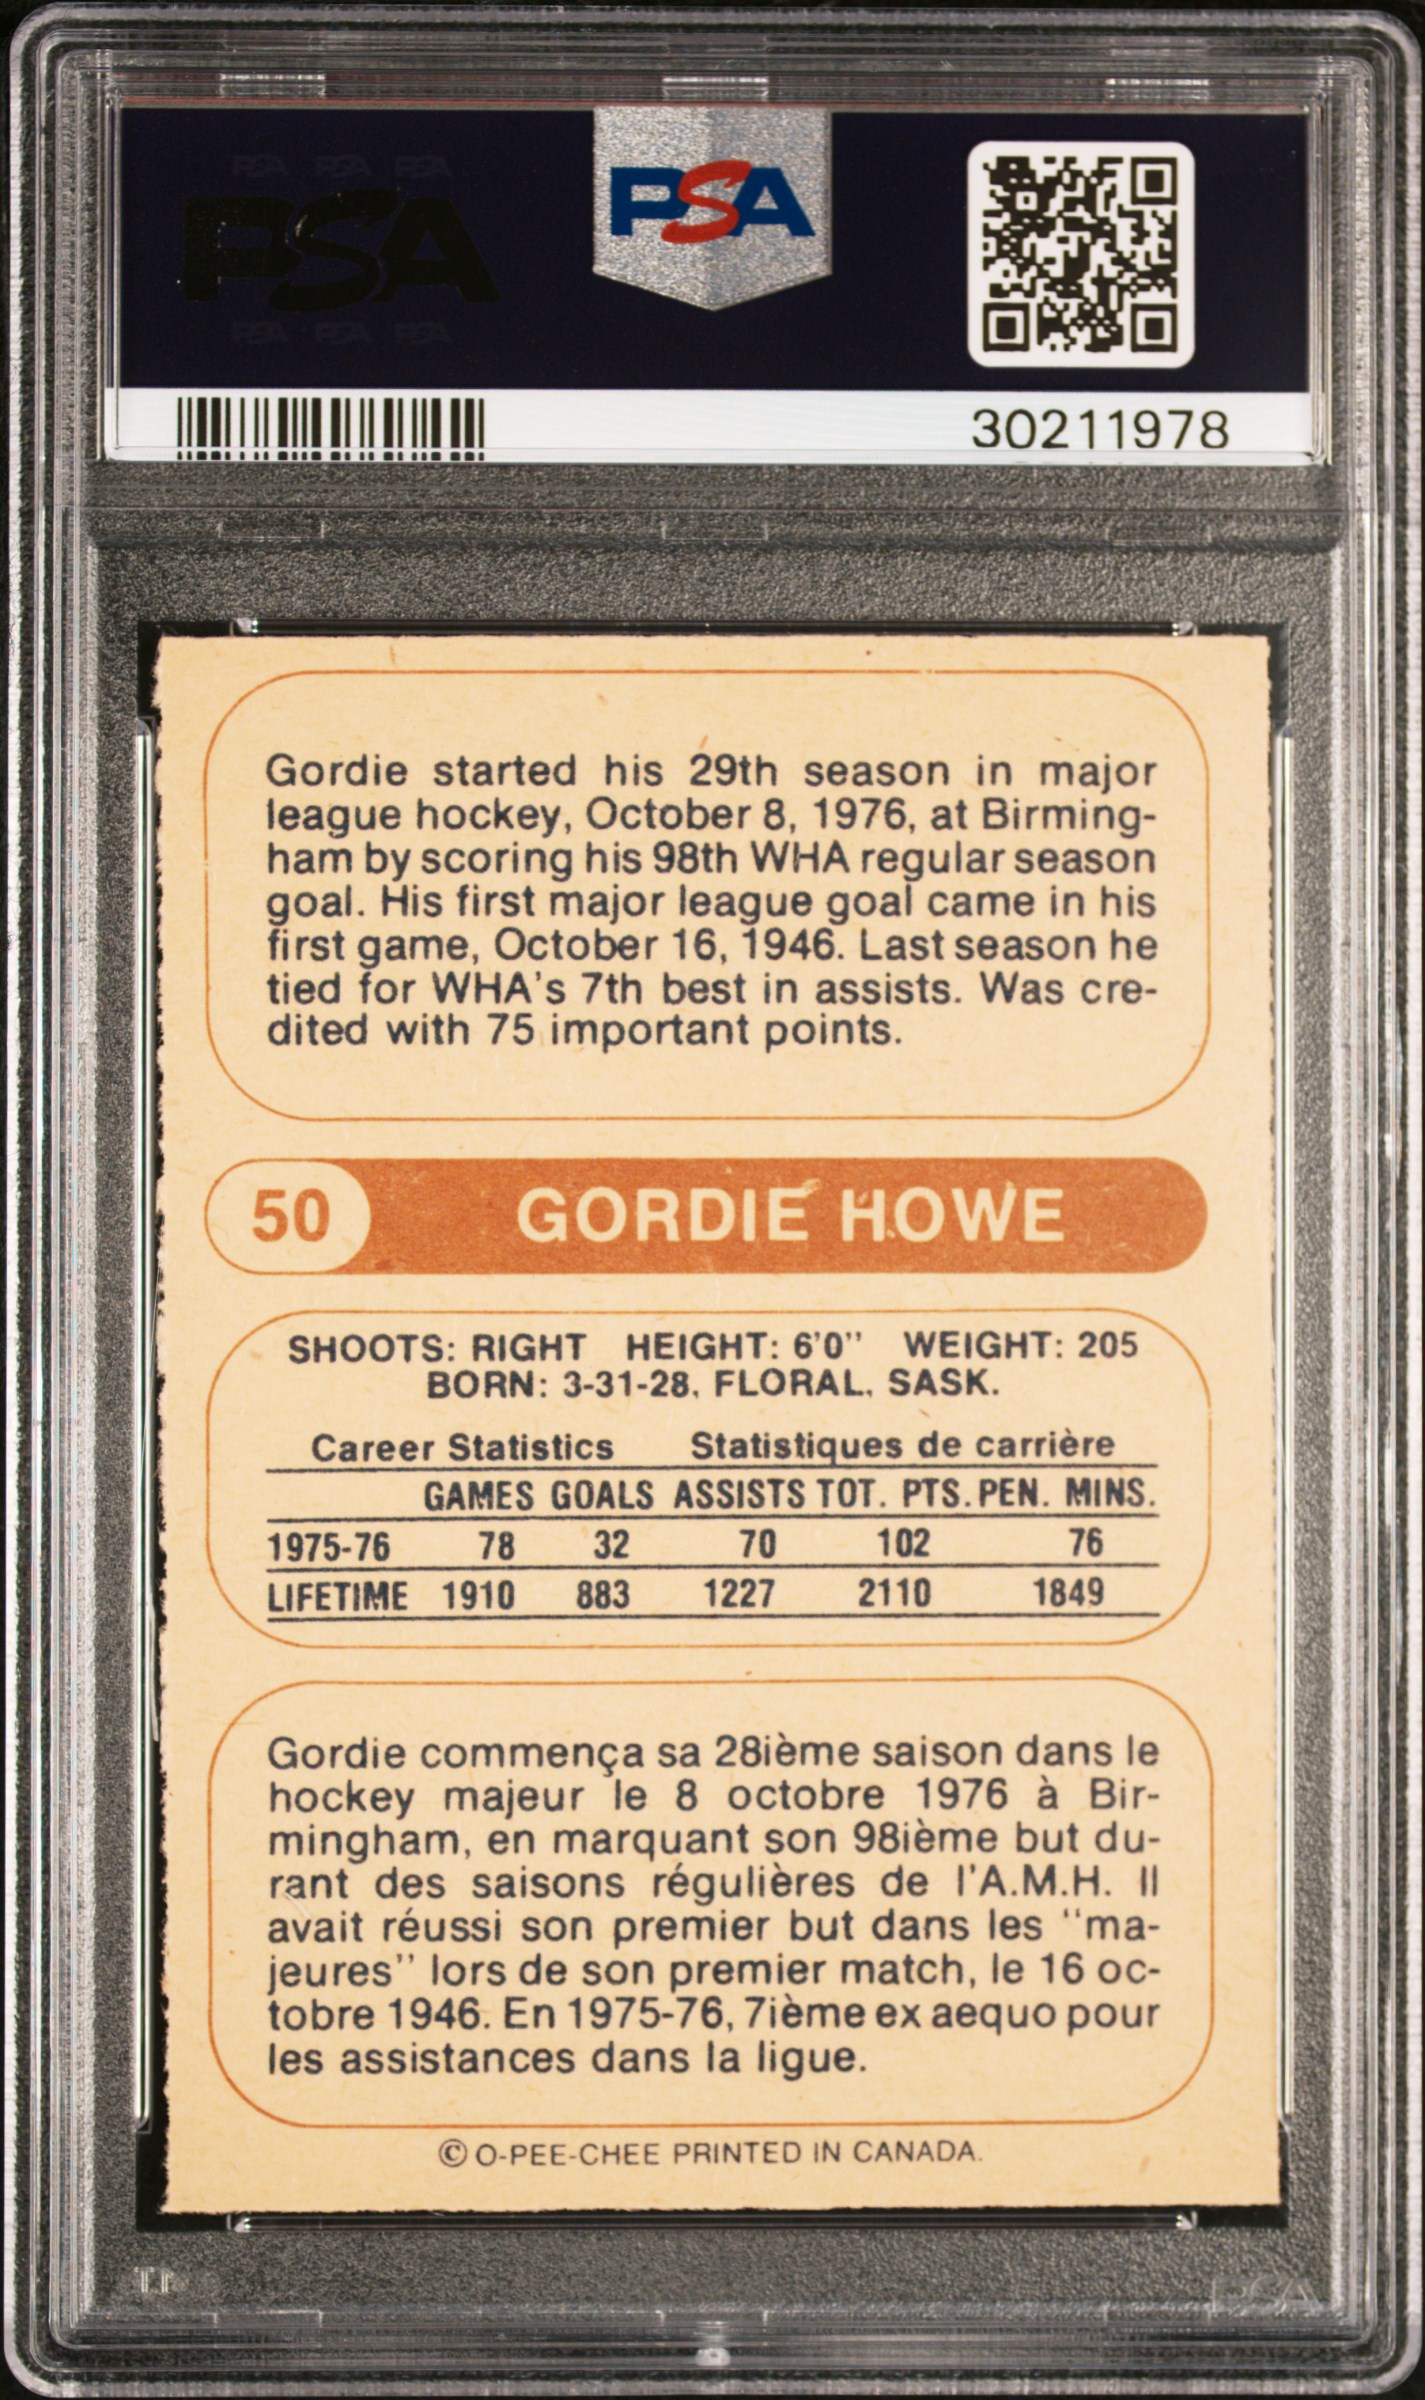 PSA PSA PSA
PSA
PSA
PSA PSA PSA
30211978
Gordie started his 29th season in major
league hockey, October 8, 1976, at Birming-
ham by scoring his 98th WHA regular season
goal. His first major league goal came in his
first game, October 16, 1946. Last season he
tied for WHA's 7th best in assists. Was cre-
dited with 75 important points.
50 GORDIE HOWE
SHOOTS: RIGHT HEIGHT: 6'0" WEIGHT: 205
BORN: 3-31-28, FLORAL, SASK.
Career Statistics Statistiques de carrière
GAMES GOALS ASSISTS TOT. PTS. PEN. MINS.
1975-76 78 32 70 102 76
LIFETIME 1910 883 1227 2110 1849
Gordie commença sa 28ième saison dans le
hockey majeur le 8 octobre 1976 à Bir-
mingham, en marquant son 98ième but du-
rant des saisons régulières de l'A.M.H. Il
avait réussi son premier but dans les "ma-
jeures" lors de son premier match, le 16 oc-
tobre 1946. En 1975-76, 7ième ex aequo pour
les assistances dans la ligue.
© O-PEE-CHEE PRINTED IN CANADA.
PSA